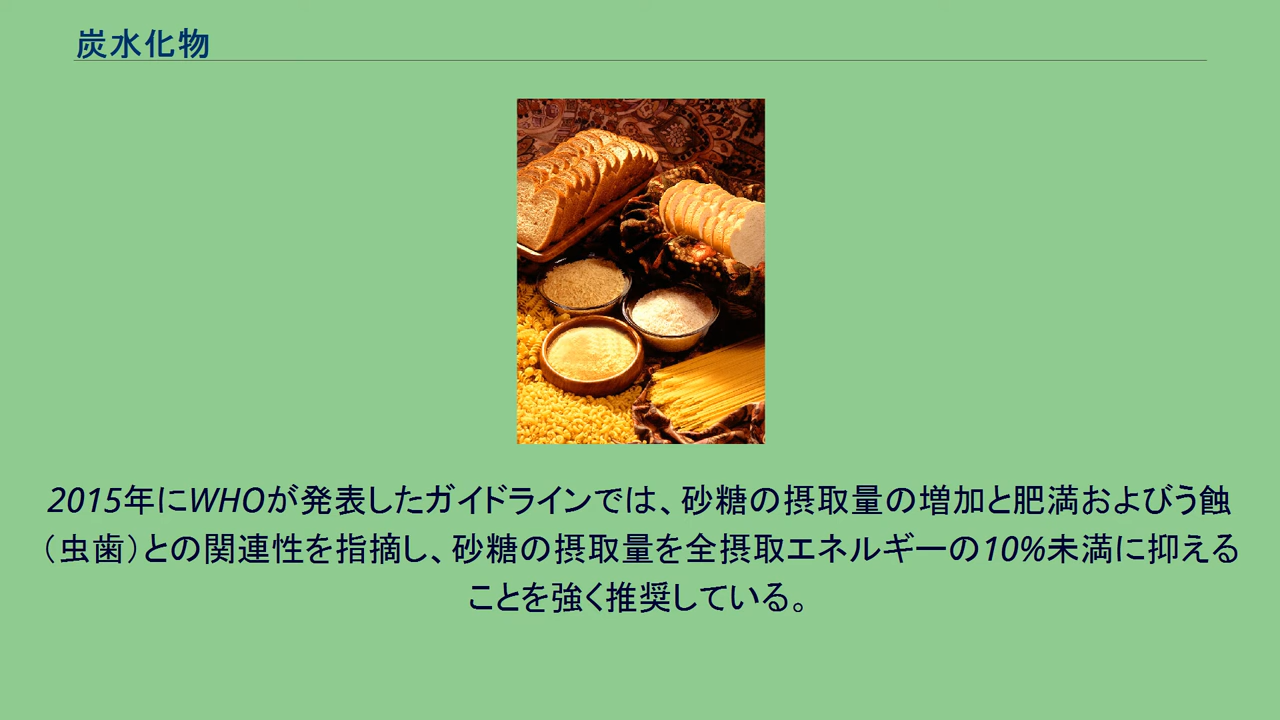 炭水化物
2015年にWHOが発表したガイドラインでは、砂糖の摂取量の増加と肥満およびう蝕
（虫歯）との関連性を指摘し、砂糖の摂取量を全摂取エネルギーの10%未満に抑える
ことを強く推奨している。